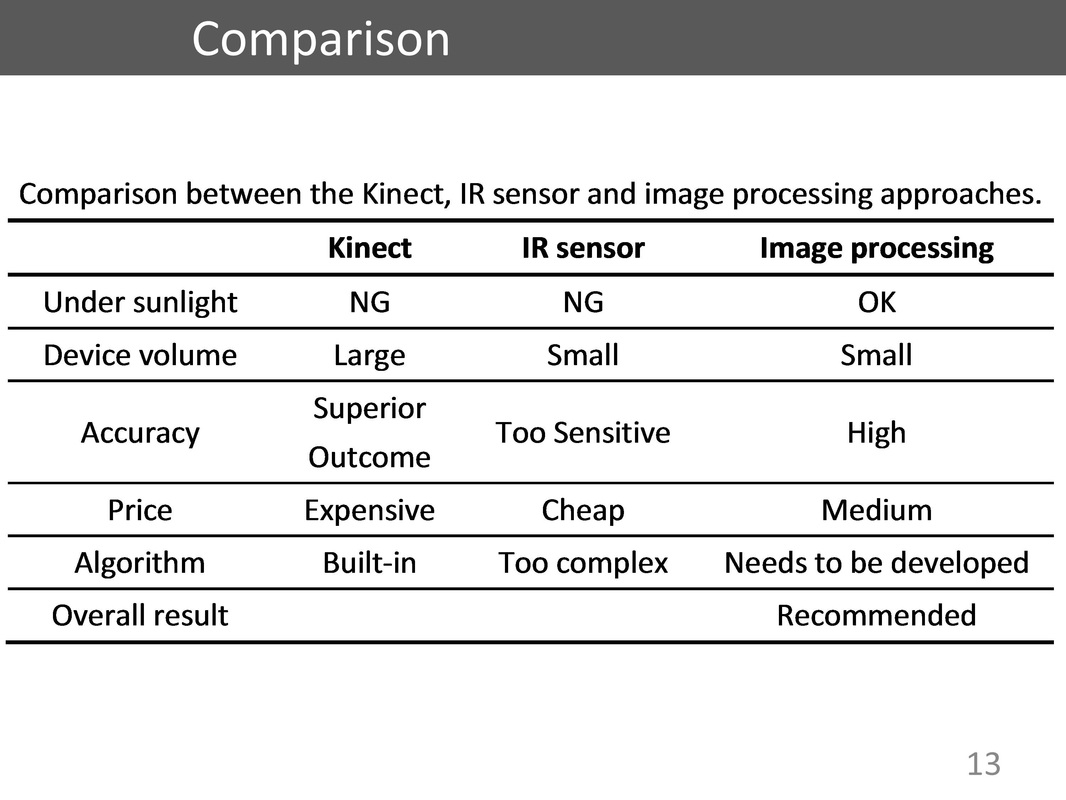 Comparison
Comparison between the Kinect, IR sensor and image processing approaches.
Kinect IR sensor Image processing
Under sunlight NG NG OK
Device volume Large Small Small
Accuracy Superior Outcome Too Sensitive High
Price Expensive Cheap Medium
Algorithm Built-in Too complex Needs to be developed
Overall result Recommended
13